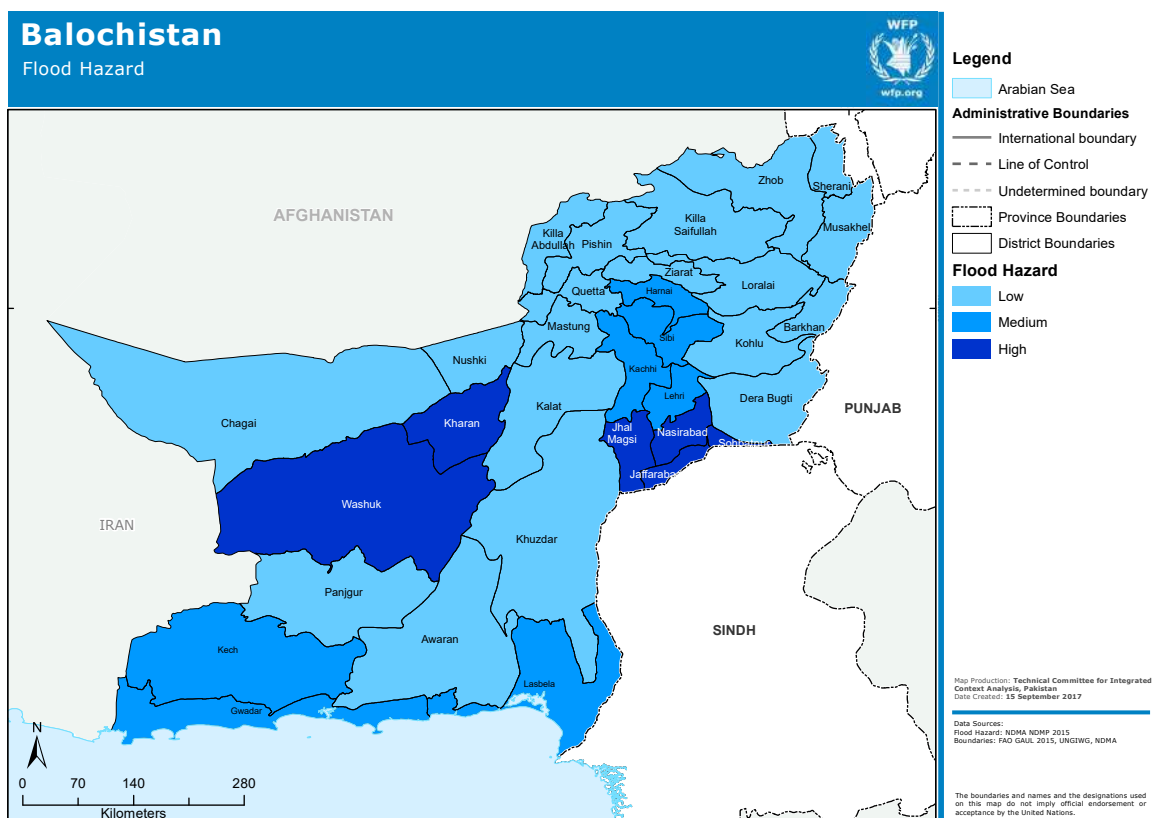 Balochistan
Flood Hazard
WFP
wfp.org
AFGHANISTAN
Zhob
Sherani
Killa
Saifullah
Musakhel
Killa
Abdullah
Pishin
Ziarat
Loralai
Quetta
Harnai
Mastung
Sibi
Barkhan
Kohlu
Nushki
Kachhi
Lehri
Dera Bugti
Kalat
PUNJAB
Chagai
Kharan
Jhal
Magsi
Nasirabad
Jaffarabad
Washuk
IRAN
Khuzdar
Panjgur
SINDH
Awaran
Kech
Lasbela
Gwadar
N
0 70 140 280
Kilometers
Legend
Arabian Sea
Administrative Boundaries
International boundary
Line of Control
Undetermined boundary
Province Boundaries
District Boundaries
Flood Hazard
Low
Medium
High
Map Production: Technical Committee for Integrated
Context Analysis, Pakistan
Date Created: 15 September 2017
Data Sources:
Flood Hazard: NDMA NDMP 2015
Boundaries: FAO GAUL 2015, UNGIWG, NDMA
The boundaries and names and the designations used
on this map do not imply official endorsement or
acceptance by the United Nations.